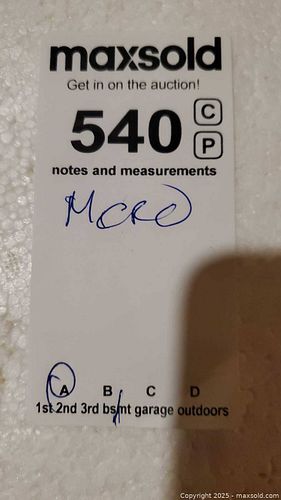 maxsold
Get in on the auction!
540 C
P
notes and measurements
A B C D
1st 2nd 3rd bsmt garage outdoors
Copyright 2025 - maxsold.com